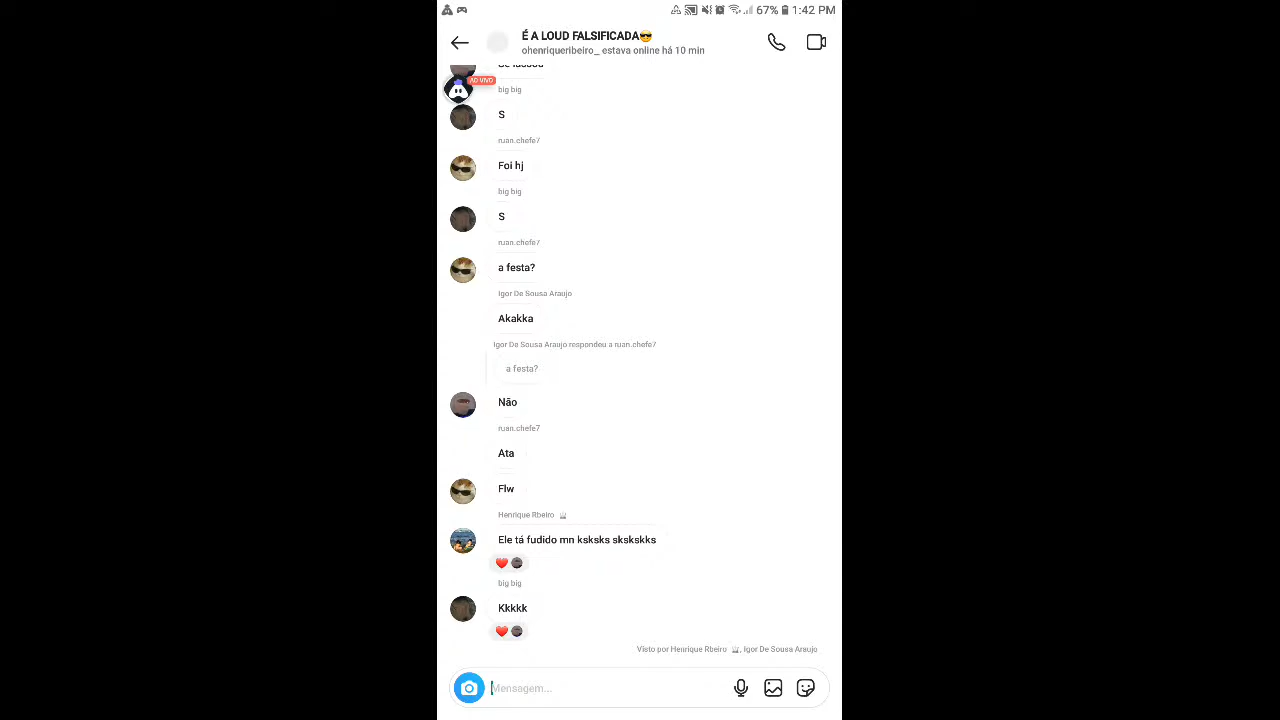 67% 1:42 PM
É A LOUD FALSIFICADA😎
ohenriqueribeiro_ estava online há 10 min
AO VIVO
big big
S
ruan.chefe7
Foi hj
big big
S
ruan.chefe7
a festa?
Igor De Sousa Araujo
Akakka
Igor De Sousa Araujo respondeu a ruan.chefe7
a festa?
Não
ruan.chefe7
Ata
Flw
Henrique Rbeiro
Ele tá fudido mn ksksks skskskks
big big
Kkkkk
Visto por Henrique Rbeiro , Igor De Sousa Araujo
Mensagem...